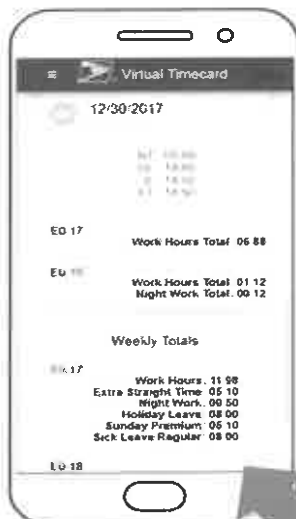 Virtual Timecard
12/30/2017
EG 17
Work Hours Total 06 88
Work Hours Total 01 12
Night Work Total 00 12
Weekly Totals
17
Work Hours 11 98
Extra Straight Time 05 10
Night Work 00 50
Holiday Leave 08 00
Sunday Premium 05 10
Sick Leave Regular 08 00
18